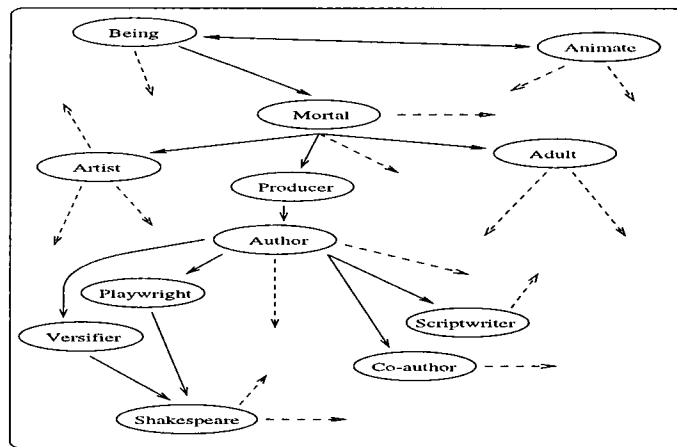 Being
Animate
Mortal
Artist
Adult
Producer
Author
Playwright
Scriptwriter
Versifier
Co-author
Shakespeare